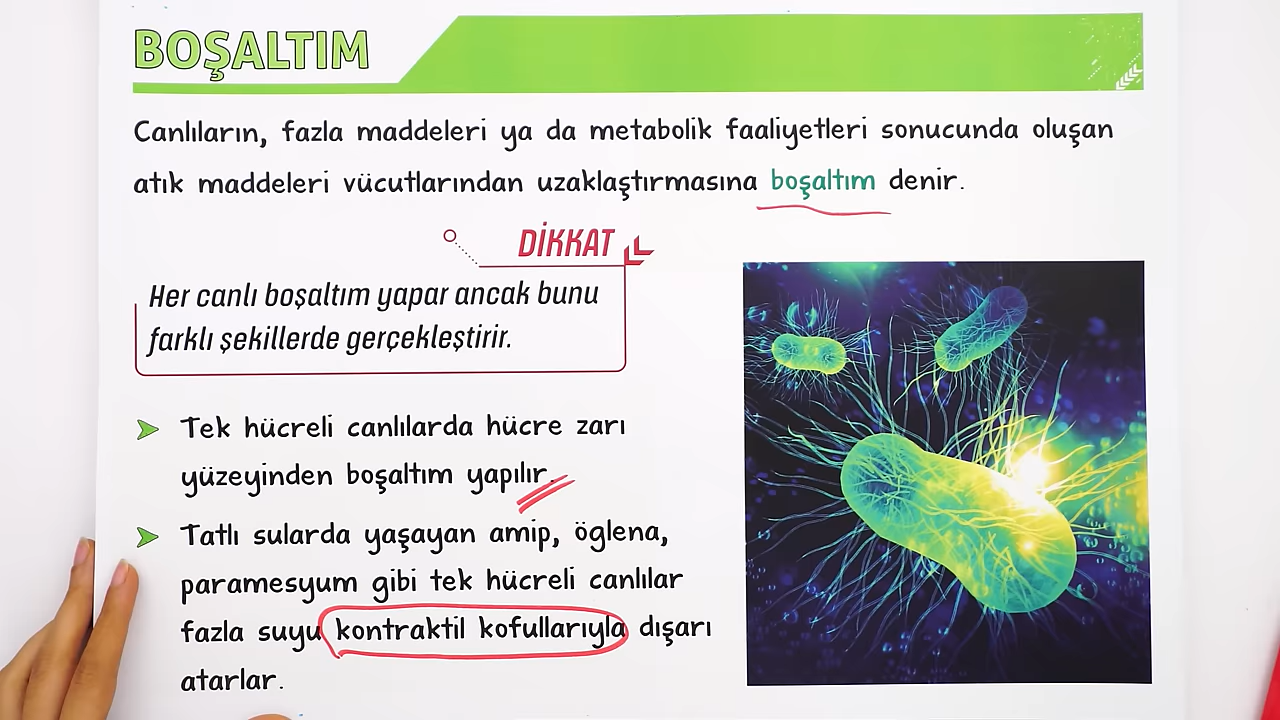 BOŞALTIM
Canlıların, fazla maddeleri ya da metabolik faaliyetleri sonucunda oluşan
atık maddeleri vücutlarından uzaklaştırmasına boşaltım denir.
DİKKAT
Her canlı boşaltım yapar ancak bunu
farklı şekillerde gerçekleştirir.
Tek hücreli canlılarda hücre zarı
yüzeyinden boşaltım yapılır.
Tatlı sularda yaşayan amip, öglena,
paramesyum gibi tek hücreli canlılar
fazla suyu kontraktil kofullarıyla dışarı
atarlar.